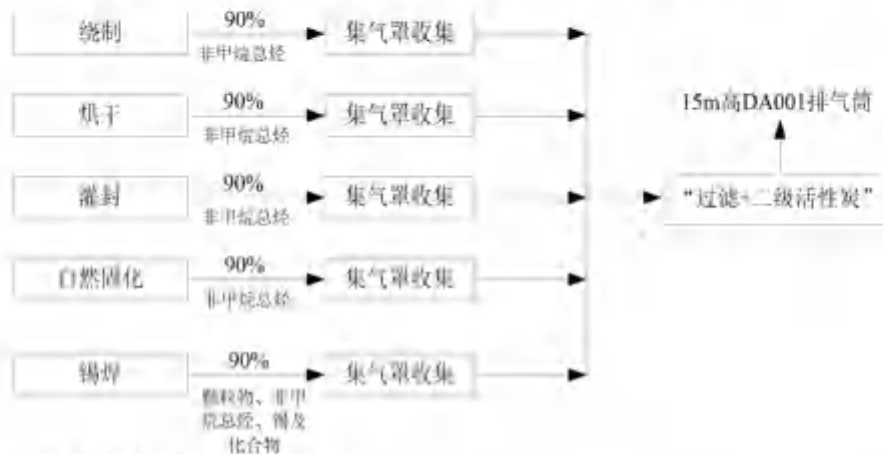 绕制
90%
非甲烷总烃
集气罩收集
烘干
90%
非甲烷总烃
集气罩收集
15m高DA001排气筒
灌封
90%
非甲烷总烃
集气罩收集
“过滤+二级活性炭”
自然固化
90%
非甲烷总烃
集气罩收集
锡焊
90%
颗粒物、非甲
烷总烃、锡及
化合物
集气罩收集